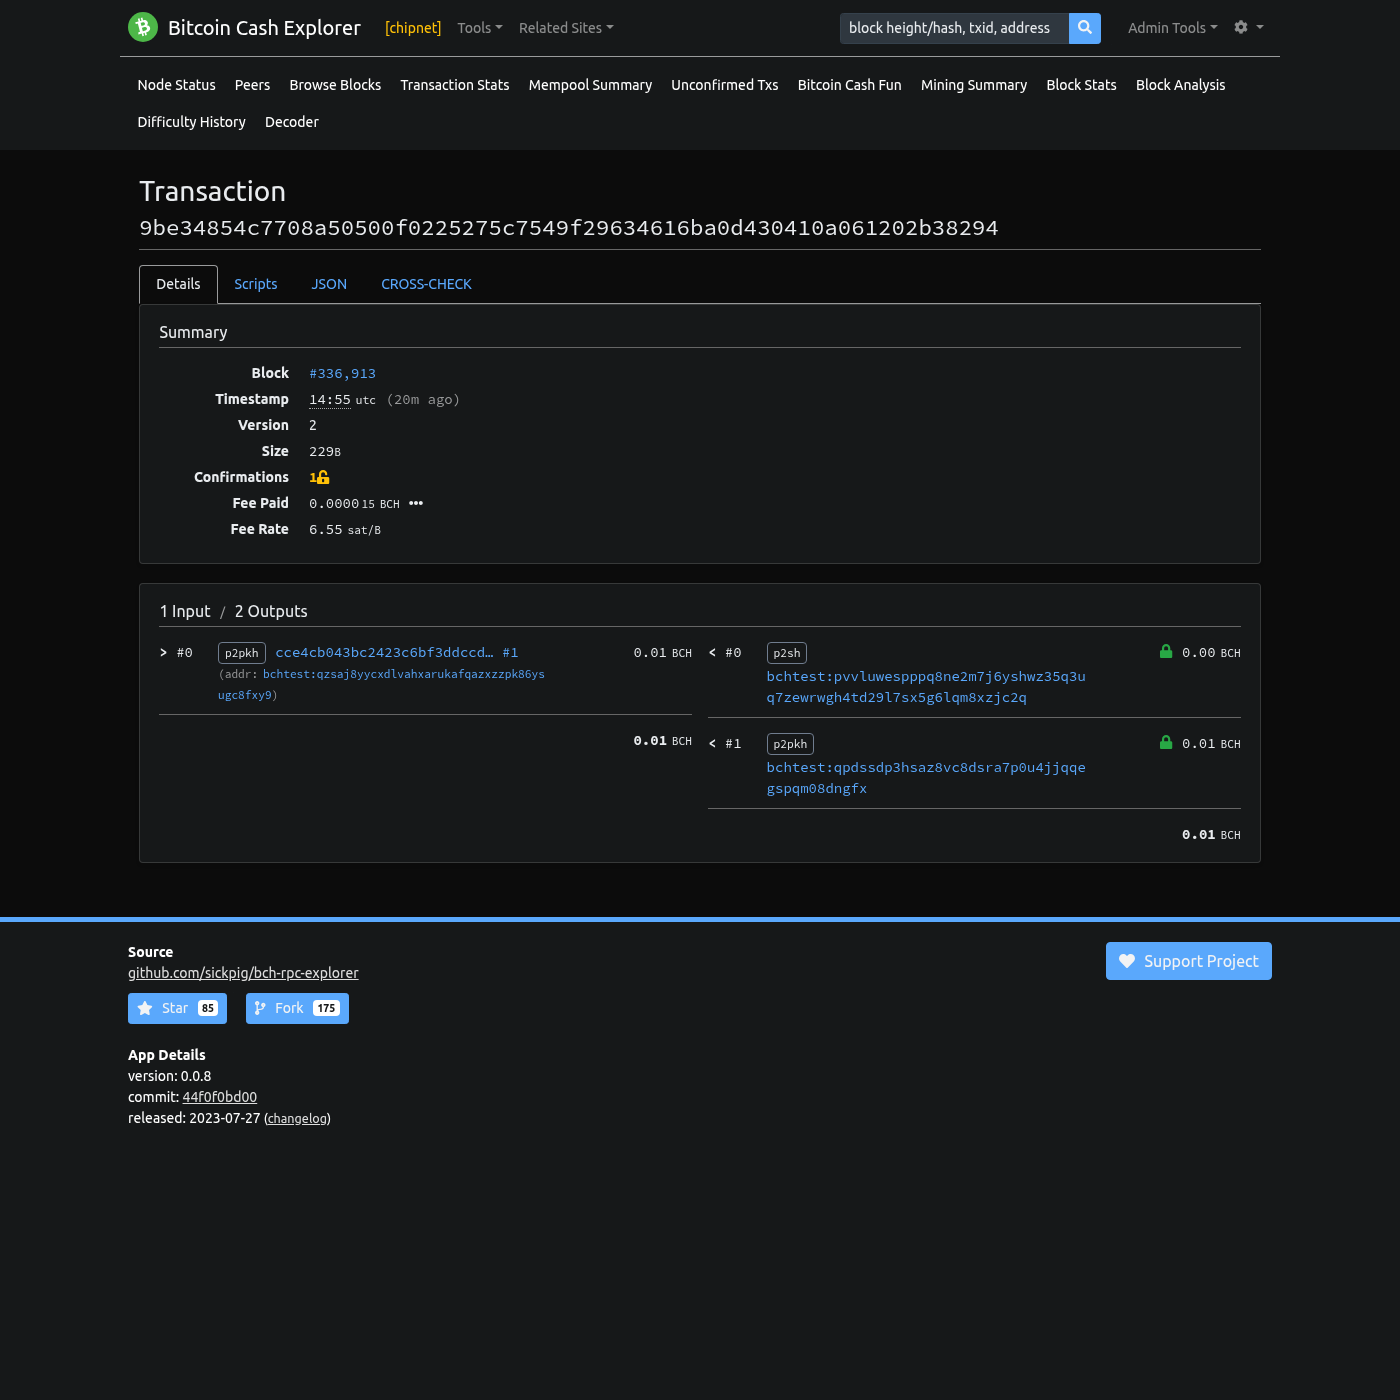 Bitcoin Cash Explorer [chipnet] Tools Related Sites block height/hash, txid, address Admin Tools
Node Status Peers Browse Blocks Transaction Stats Mempool Summary Unconfirmed Txs Bitcoin Cash Fun Mining Summary Block Stats Block Analysis
Difficulty History Decoder
Transaction
9be34854c7708a50500f0225275c7549f29634616ba0d430410a061202b38294
Details Scripts JSON CROSS-CHECK
Summary
Block #336,913
Timestamp 14:55 utc (20m ago)
Version 2
Size 229B
Confirmations 1
Fee Paid 0.0000 15 BCH •••
Fee Rate 6.55 sat/B
1 Input / 2 Outputs
> #0 p2pkh cce4cb043bc2423c6bf3ddccd… #1 0.01 BCH
(addr: bchtest:qzsaj8yycxdlvahxarukafqazxzzpk86ys
ugc8fxy9)
0.01 BCH
< #0 p2sh 0.00 BCH
bchtest:pvvluwespppq8ne2m7j6yshwz35q3u
q7zewrwgh4td29l7sx5g6lqm8xzjc2q
< #1 p2pkh 0.01 BCH
bchtest:qpdssdp3hsaz8vc8dsra7p0u4jjqqe
gspqm08dngfx
0.01 BCH
Source
github.com/sickpig/bch-rpc-explorer
Star 85 Fork 175
Support Project
App Details
version: 0.0.8
commit: 44f0f0bd00
released: 2023-07-27 (changelog)